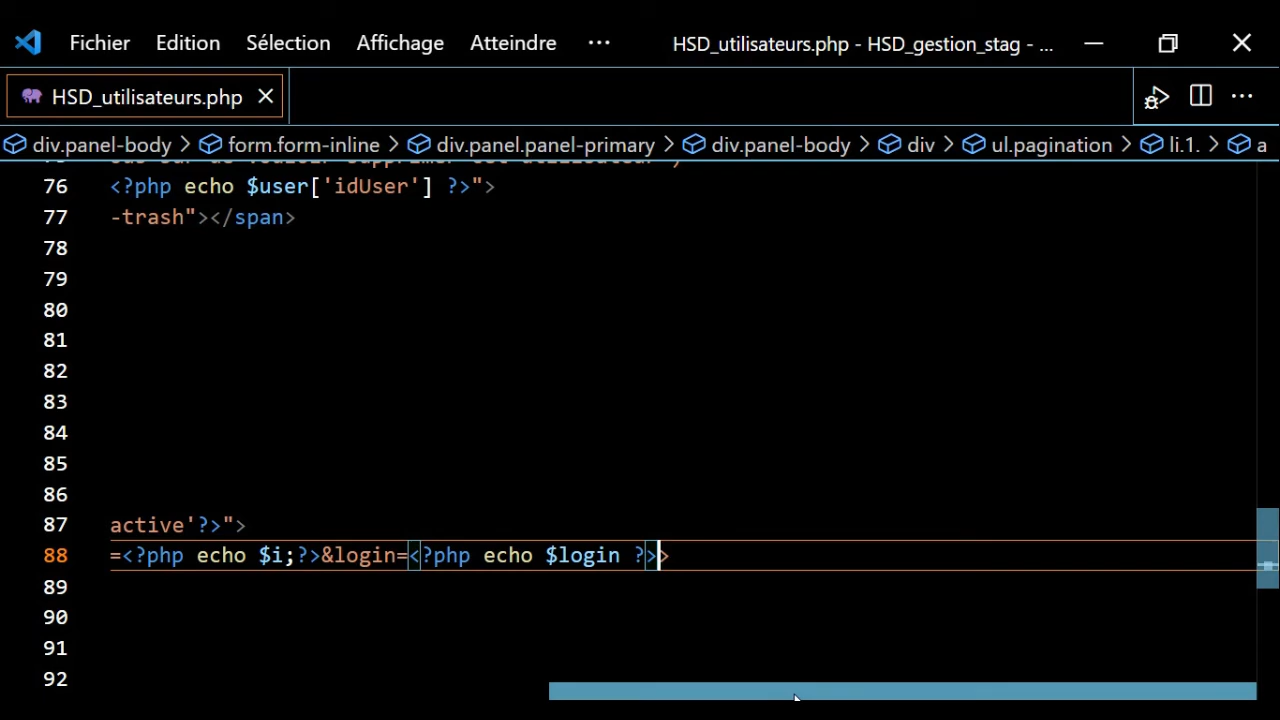 Fichier Edition Sélection Affichage Atteindre ··· HSD_utilisateurs.php - HSD_gestion_stag - ...
HSD_utilisateurs.php
div.panel-body > form.form-inline > div.panel.panel-primary > div.panel-body > div > ul.pagination > li.1. > a
76 <?php echo $user['idUser'] ?>">
77 -trash"></span>
78
79
80
81
82
83
84
85
86
87 active'?>">
88 =<?php echo $i;?>&login=<?php echo $login ?>>
89
90
91
92